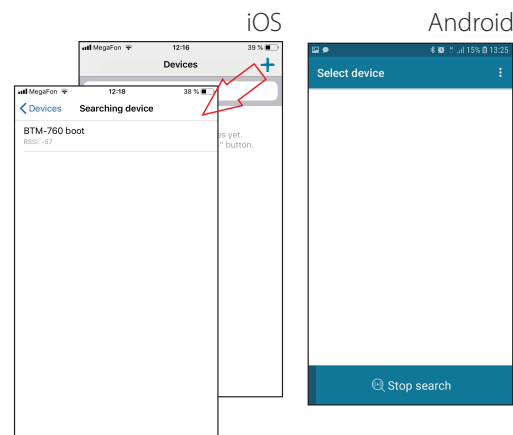 iOS
Android
MegaFon 12:16 39 %
Devices
+
es yet.
" button.
MegaFon 12:18 38 %
Devices Searching device
BTM-760 boot
RSSi: -57
15% 13:25
Select device
Stop search